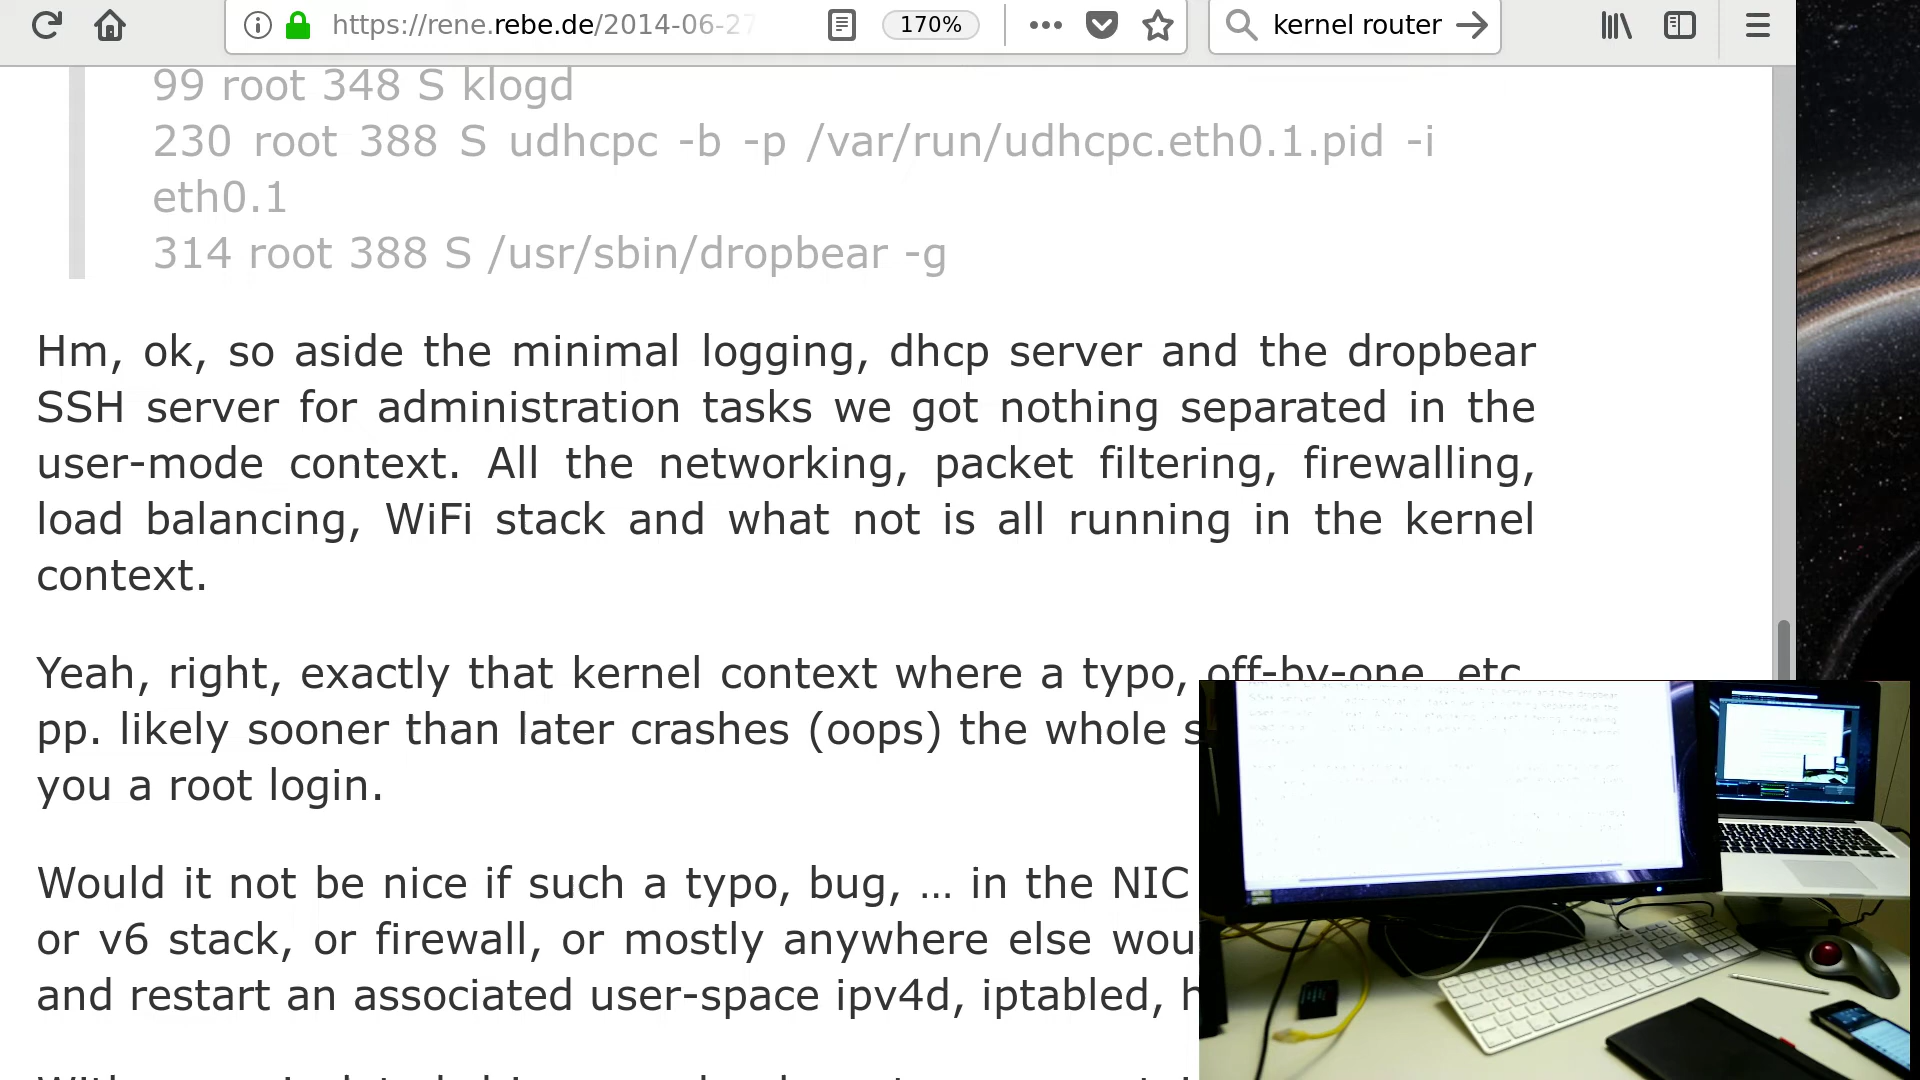 https://rene.rebe.de/2014-06-27
170%
kernel router
99 root 348 S klogd
230 root 388 S udhcpc -b -p /var/run/udhcpc.eth0.1.pid -i
eth0.1
314 root 388 S /usr/sbin/dropbear -g
Hm, ok, so aside the minimal logging, dhcp server and the dropbear
SSH server for administration tasks we got nothing separated in the
user-mode context. All the networking, packet filtering, firewalling,
load balancing, WiFi stack and what not is all running in the kernel
context.
Yeah, right, exactly that kernel context where a typo, off-by-one, etc
pp. likely sooner than later crashes (oops) the whole s
you a root login.
Would it not be nice if such a typo, bug, … in the NIC
or v6 stack, or firewall, or mostly anywhere else wou
and restart an associated user-space ipv4d, iptabled, h